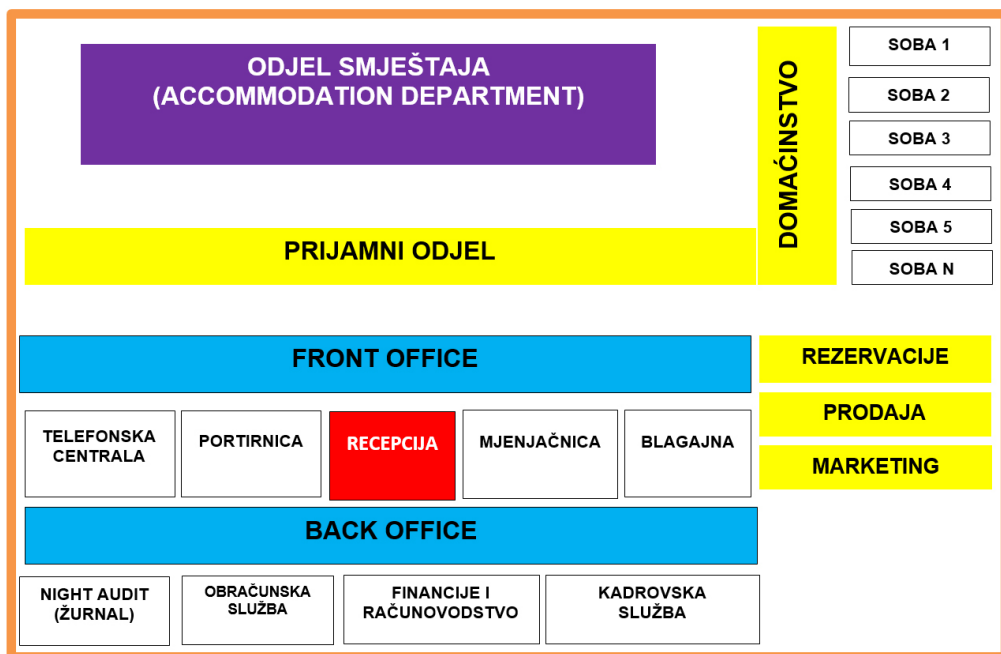 ODJEL SMJEŠTAJA
(ACCOMMODATION DEPARTMENT)
DOMAĆINSTVO
SOBA 1
SOBA 2
SOBA 3
SOBA 4
SOBA 5
SOBA N
PRIJAMNI ODJEL
FRONT OFFICE
REZERVACIJE
PRODAJA
MARKETING
TELEFONSKA
CENTRALA
PORTIRNICA
RECEPCIJA
MJENJAČNICA
BLAGAJNA
BACK OFFICE
NIGHT AUDIT
(ŽURNAL)
OBRAČUNSKA
SLUŽBA
FINANCIJE I
RAČUNOVODSTVO
KADROVSKA
SLUŽBA